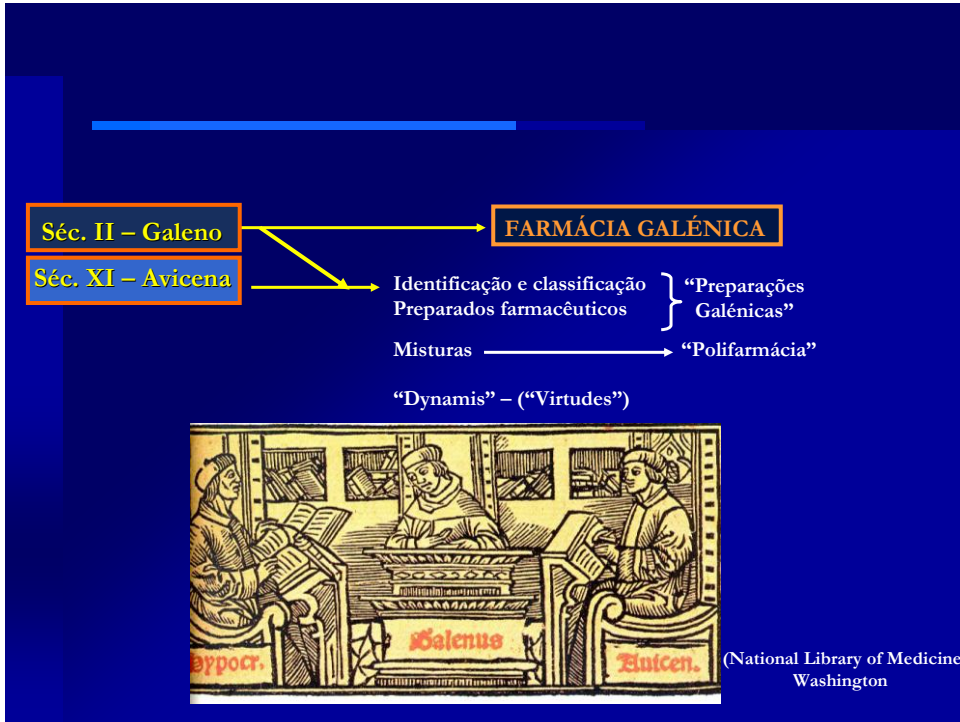 Séc. II – Galeno
FARMÁCIA GALÉNICA
Séc. XI – Avicena
Identificação e classificação
Preparados farmacêuticos
“Preparações
Galénicas”
Misturas
“Polifarmácia”
“Dynamis” – (“Virtudes”)
ypocr.
Galenus
Auicen.
(National Library of Medicine
Washington